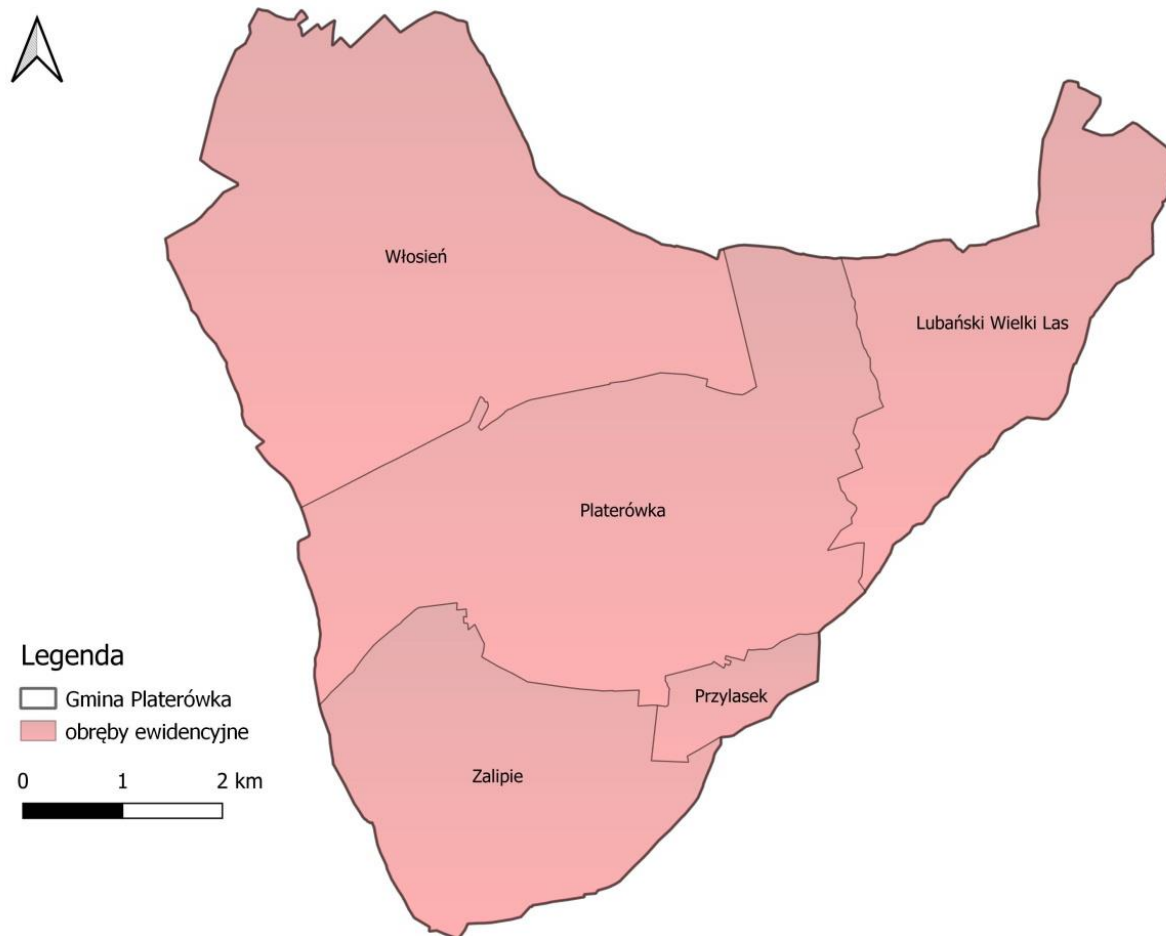 Włosień
Lubański Wielki Las
Platerówka
Przylasek
Zalipie
Legenda
Gmina Platerówka
obręby ewidencyjne
0 1 2 km